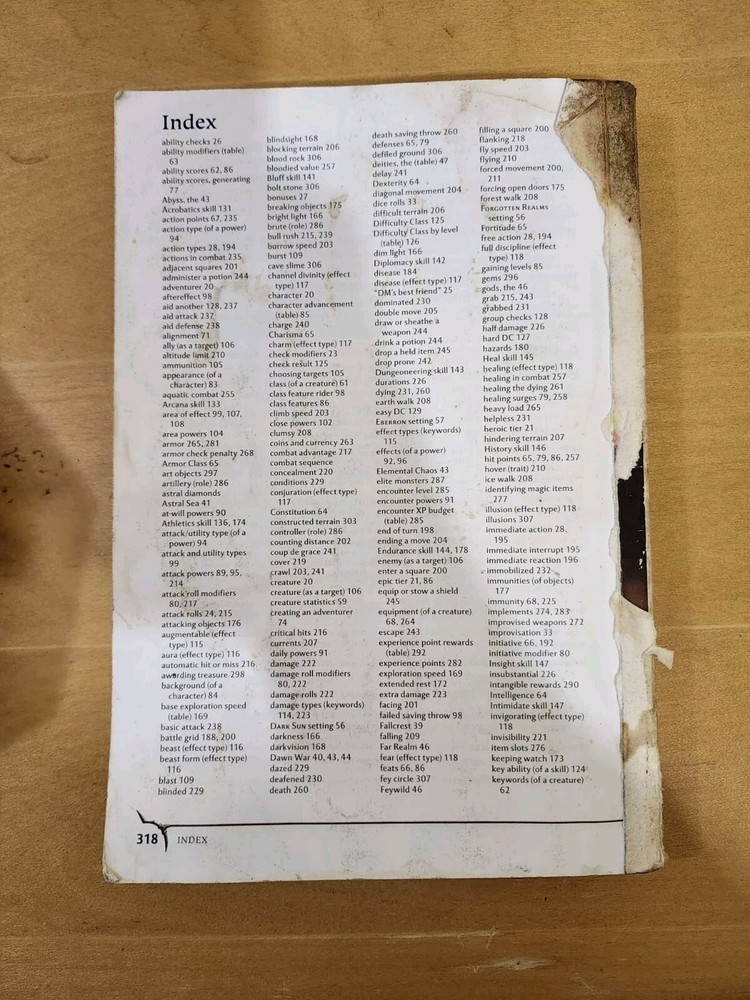 Index
ability checks 26
ability modifiers (table)
63
ability scores 62, 86
ability scores, generating
77
Abyss, the 43
Acrobatics skill 131
action points 67, 235
action type (of a power)
94
action types 28, 194
actions in combat 235
adjacent squares 201
administer a potion 244
adventurer 20
aftereffect 98
aid another 128, 237
aid attack 237
aid defense 238
alignment 71
ally (as a target) 106
altitude limit 210
ammunition 105
appearance (of a
character) 83
aquatic combat 255
Arcana skill 133
area of effect 99, 107,
108
area powers 104
armor 265, 281
armor check penalty 268
Armor Class 65
art objects 297
artillery (role) 286
astral diamonds
Astral Sea 41
at-will powers 90
Athletics skill 136, 174
attack/utility type (of a
power) 94
attack and utility types
99
attack powers 89, 95,
214
attack roll modifiers
80, 217
attack rolls 24, 215
attacking objects 176
augmentable (effect
type) 115
aura (effect type) 116
automatic hit or miss 216
awarding treasure 298
background (of a
character) 84
base exploration speed
(table) 169
basic attack 238
battle grid 188, 200
beast (effect type) 116
beast form (effect type)
116
blast 109
blinded 229
blindsight 168
blocking terrain 206
blood rock 306
bloodied value 257
Bluff skill 141
bolt stone 306
bonuses 27
breaking objects 175
bright light 166
brute (role) 286
bull rush 215, 239
burrow speed 203
burst 109
cave slime 306
channel divinity (effect
type) 117
character 20
character advancement
(table) 85
charge 240
Charisma 65
charm (effect type) 117
check modifiers 23
check result 125
choosing targets 105
class (of a creature) 61
class feature rider 98
class features 86
climb speed 203
close powers 102
clumsy 208
coins and currency 263
combat advantage 217
combat sequence
concealment 220
conditions 229
conjuration (effect type)
117
Constitution 64
constructed terrain 303
controller (role) 286
counting distance 202
coup de grace 241
cover 219
crawl 203, 241
creature 20
creature (as a target) 106
creature statistics 59
creating an adventurer
74
critical hits 216
currents 207
daily powers 91
damage 222
damage roll modifiers
80, 222
damage rolls 222
damage types (keywords)
114, 223
Dark Sun setting 56
darkness 166
darkvision 168
Dawn War 40, 43, 44
dazed 229
deafened 230
death 260
death saving throw 260
defenses 65, 79
defiled ground 306
deities, the (table) 47
delay 241
Dexterity 64
diagonal movement 204
dice rolls 33
difficult terrain 206
Difficulty Class 125
Difficulty Class by level
(table) 126
dim light 166
Diplomacy skill 142
disease 184
disease (effect type) 117
"DM's best friend" 25
dominated 230
double move 205
draw or sheathe a
weapon 244
drink a potion 244
drop a held item 245
drop prone 242
Dungeoneering skill 143
durations 226
dying 231, 260
earth walk 208
easy DC 129
Eberron setting 57
effect types (keywords)
115
effects (of a power)
92, 96
Elemental Chaos 43
elite monsters 287
encounter level 285
encounter powers 91
encounter XP budget
(table) 285
end of turn 198
ending a move 204
Endurance skill 144, 178
enemy (as a target) 106
enter a square 200
epic tier 21, 86
equip or stow a shield
245
equipment (of a creature)
68, 264
escape 243
experience point rewards
(table) 292
experience points 282
exploration speed 169
extended rest 172
extra damage 223
facing 201
failed saving throw 98
Fallcrest 39
falling 209
Far Realm 46
fear (effect type) 118
feats 66, 86
fey circle 307
Feywild 46
filling a square 200
flanking 218
fly speed 203
flying 210
forced movement 200,
211
forcing open doors 175
forest walk 208
Forgotten Realms
setting 56
Fortitude 65
free action 28, 194
full discipline (effect
type) 118
gaining levels 85
gems 296
gods, the 46
grab 215, 243
grabbed 231
group checks 128
half damage 226
hard DC 127
hazards 180
Heal skill 145
healing (effect type) 118
healing in combat 257
healing the dying 261
healing surges 79, 258
heavy load 265
helpless 231
heroic tier 21
hindering terrain 207
History skill 146
hit points 65, 79, 86, 257
hover (trait) 210
ice walk 208
identifying magic items
277
illusion (effect type) 118
illusions 307
immediate action 28,
195
immediate interrupt 195
immediate reaction 196
immobilized 232
immunities (of objects)
177
immunity 68, 225
implements 274, 283
improvised weapons 272
improvisation 33
initiative 66, 192
initiative modifier 80
Insight skill 147
insubstantial 226
intangible rewards 290
Intelligence 64
Intimidate skill 147
invigorating (effect type)
118
invisibility 221
item slots 276
keeping watch 173
key ability (of a skill) 124
keywords (of a creature)
62
318 INDEX